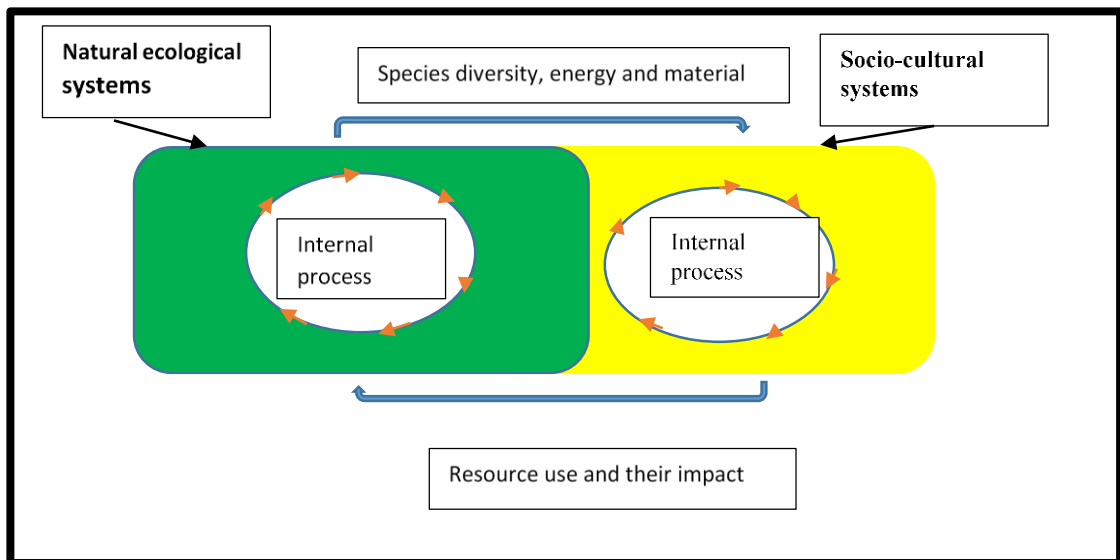 Natural ecological
systems
Species diversity, energy and material
Socio-cultural
systems
Internal
process
Internal
process
Resource use and their impact